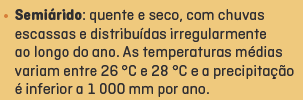 • Semiárido: quente e seco, com chuvas
escassas e distribuídas irregularmente
ao longo do ano. As temperaturas médias
variam entre 26 °C e 28 °C e a precipitação
é inferior a 1 000 mm por ano.